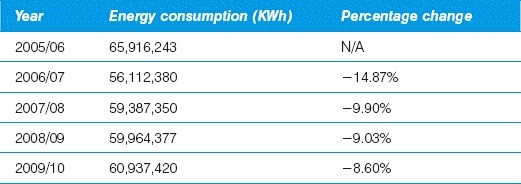 Year Energy consumption (KWh) Percentage change
2005/06 65,916,243 N/A
2006/07 56,112,380 −14.87%
2007/08 59,387,350 −9.90%
2008/09 59,964,377 −9.03%
2009/10 60,937,420 −8.60%